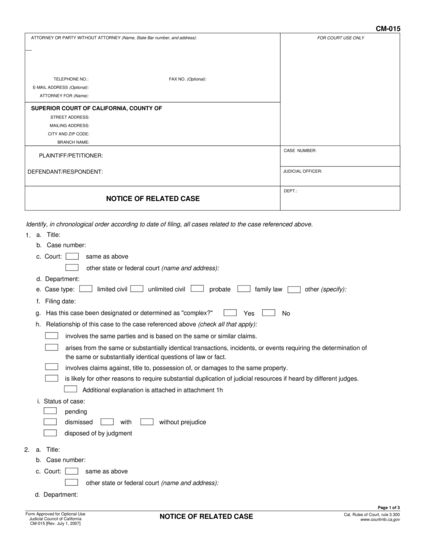 CM-015
ATTORNEY OR PARTY WITHOUT ATTORNEY (Name, State Bar number, and address):
FOR COURT USE ONLY
TELEPHONE NO.: FAX NO. (Optional):
E-MAIL ADDRESS (Optional):
ATTORNEY FOR (Name):
SUPERIOR COURT OF CALIFORNIA, COUNTY OF
STREET ADDRESS:
MAILING ADDRESS:
CITY AND ZIP CODE:
BRANCH NAME:
PLAINTIFF/PETITIONER:
CASE NUMBER:
DEFENDANT/RESPONDENT:
JUDICIAL OFFICER:
NOTICE OF RELATED CASE
DEPT.:
Identify, in chronological order according to date of filing, all cases related to the case referenced above.
1. a. Title:
b. Case number:
c. Court: same as above
other state or federal court (name and address):
d. Department:
e. Case type: limited civil unlimited civil probate family law other (specify):
f. Filing date:
g. Has this case been designated or determined as "complex?" Yes No
h. Relationship of this case to the case referenced above (check all that apply):
involves the same parties and is based on the same or similar claims.
arises from the same or substantially identical transactions, incidents, or events requiring the determination of
the same or substantially identical questions of law or fact.
involves claims against, title to, possession of, or damages to the same property.
is likely for other reasons to require substantial duplication of judicial resources if heard by different judges.
Additional explanation is attached in attachment 1h
i. Status of case:
pending
dismissed with without prejudice
disposed of by judgment
2. a. Title:
b. Case number:
c. Court: same as above
other state or federal court (name and address):
d. Department:
Page 1 of 3
Form Approved for Optional Use
Judicial Council of California
CM-015 [Rev. July 1, 2007]
NOTICE OF RELATED CASE
Cal. Rules of Court, rule 3.300
www.courtinfo.ca.gov